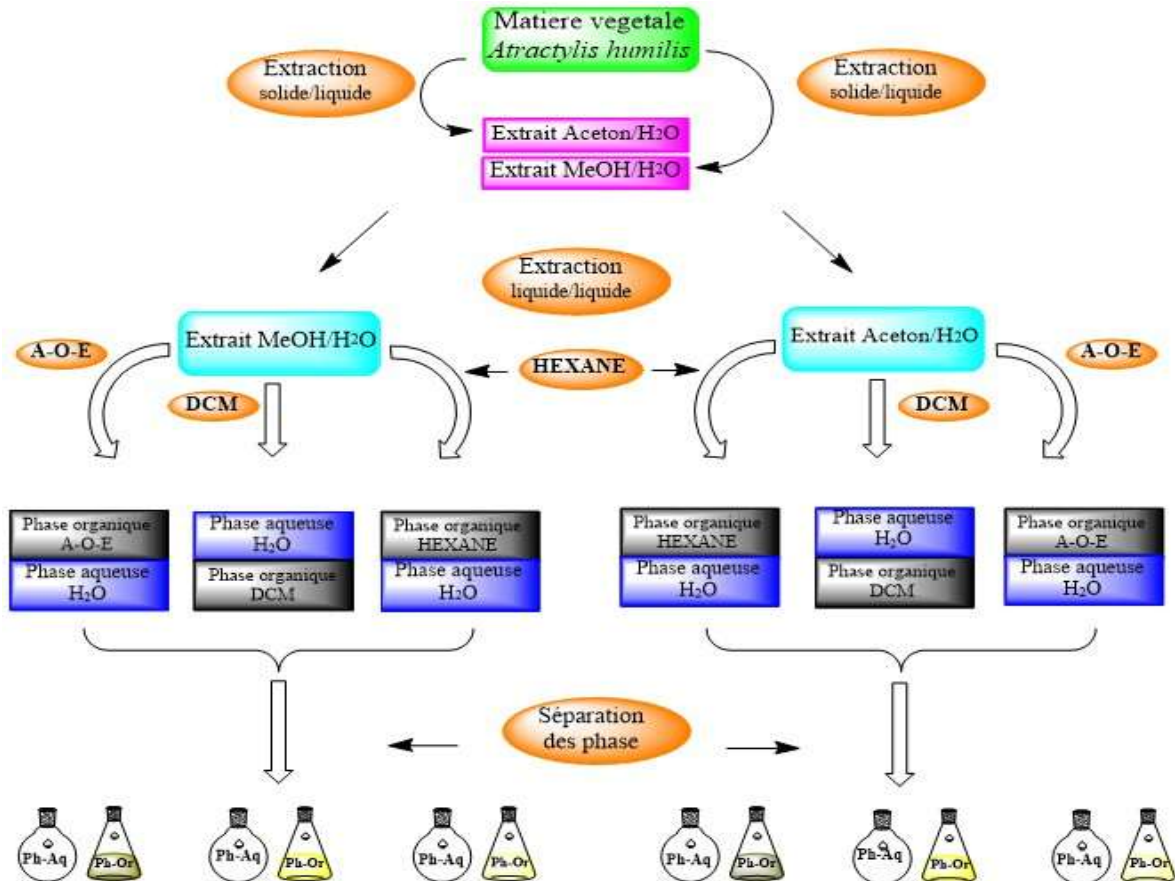 Matiere vegetale
Atractylis humilis
Extraction
solide/liquide
Extraction
solide/liquide
Extrait Aceton/H2O
Extrait MeOH/H2O
Extraction
liquide/liquide
Extrait MeOH/H2O
Extrait Aceton/H2O
A-O-E
HEXANE
A-O-E
DCM
DCM
Phase organique
A-O-E
Phase aqueuse
H2O
Phase aqueuse
H2O
Phase organique
DCM
Phase organique
HEXANE
Phase aqueuse
H2O
Phase organique
HEXANE
Phase aqueuse
H2O
Phase aqueuse
H2O
Phase organique
DCM
Phase organique
A-O-E
Phase aqueuse
H2O
Séparation
des phase
Ph-Aq
Ph-Or
Ph-Aq
Ph-Or
Ph-Aq
Ph-Or
Ph-Aq
Ph-Or
Ph-Aq
Ph-Or
Ph-Aq
Ph-Or